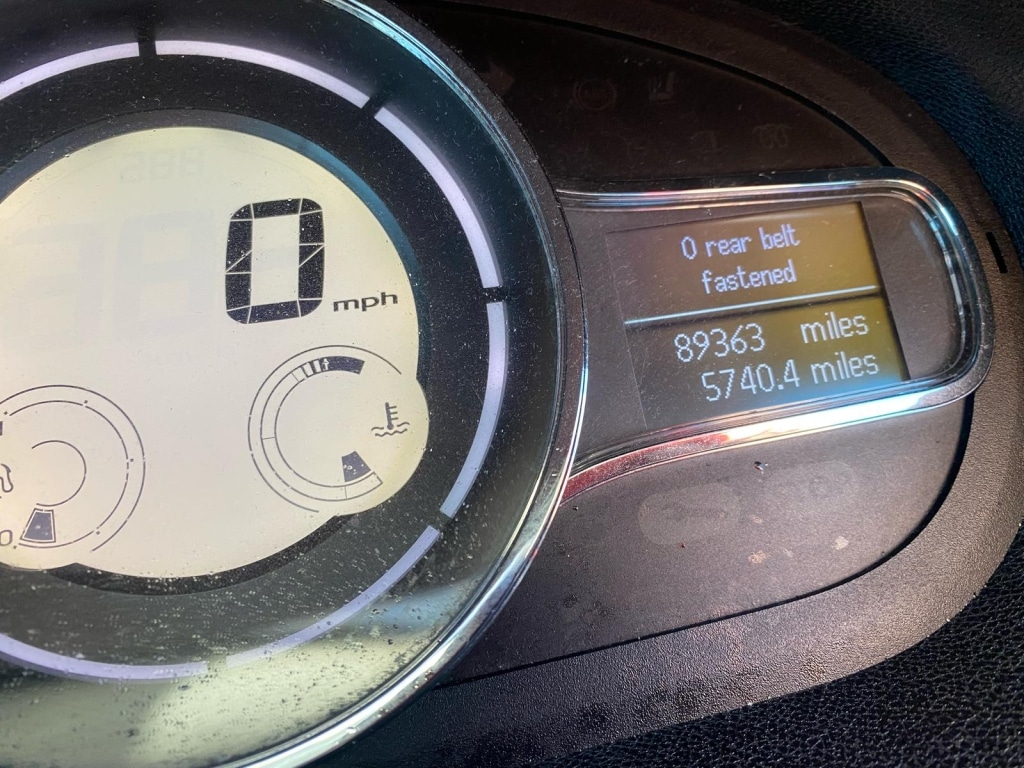 0 mph
0 rear belt
fastened
89363 miles
5740.4 miles